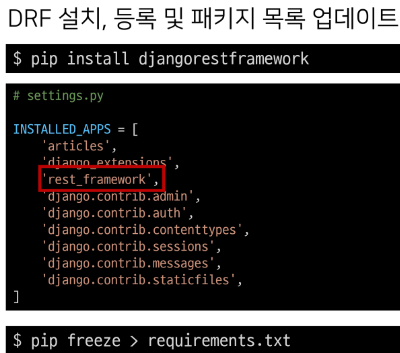 DRF 설치, 등록 및 패키지 목록 업데이트
$ pip install djangorestframework
# settings.py
INSTALLED_APPS = [
'articles',
'django_extensions',
'rest_framework',
'django.contrib.admin',
'django.contrib.auth',
'django.contrib.contenttypes',
'django.contrib.sessions',
'django.contrib.messages',
'django.contrib.staticfiles',
]
$ pip freeze > requirements.txt